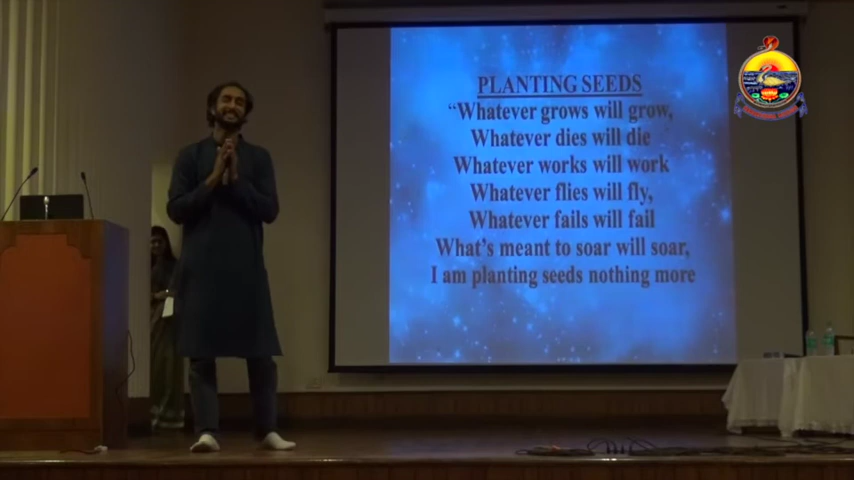 PLANTING SEEDS
“Whatever grows will grow,
Whatever dies will die
Whatever works will work
Whatever flies will fly,
Whatever fails will fail
What's meant to soar will soar,
I am planting seeds nothing more